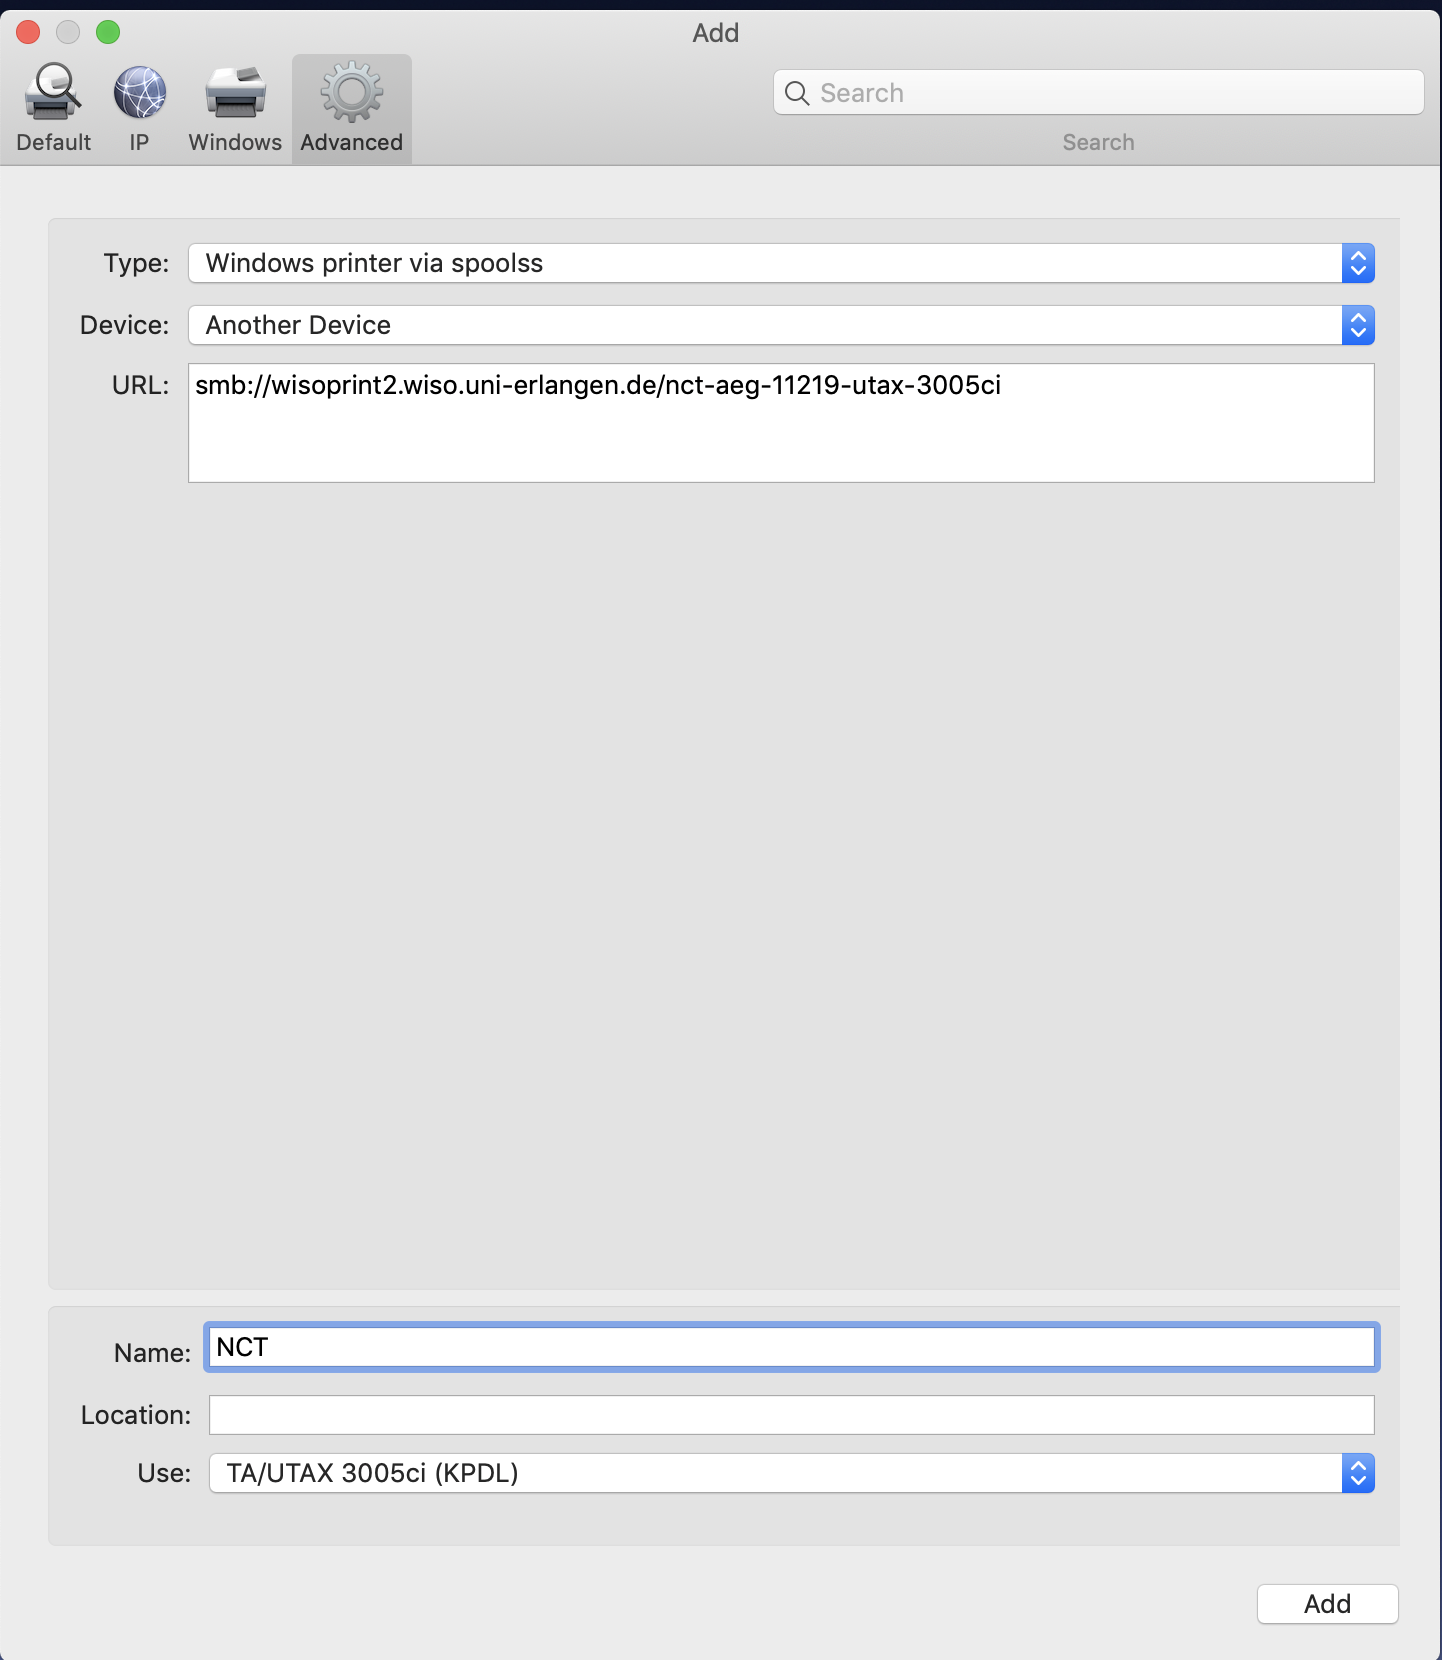 Add
Default IP Windows Advanced
Search
Search
Type: Windows printer via spoolss
Device: Another Device
URL: smb://wisoprint2.wiso.uni-erlangen.de/nct-aeg-11219-utax-3005ci
Name: NCT
Location:
Use: TA/UTAX 3005ci (KPDL)
Add